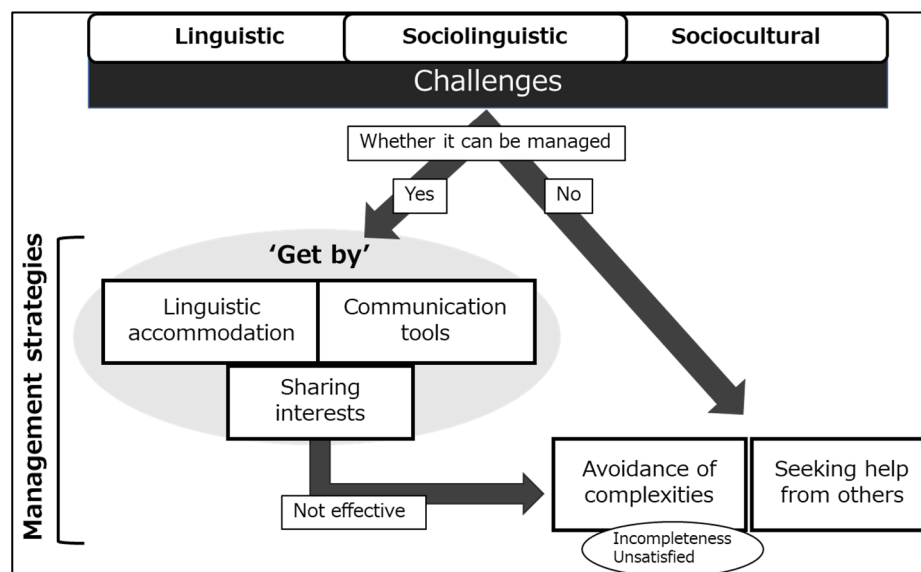 Linguistic
Sociolinguistic
Sociocultural
Challenges
Whether it can be managed
Yes
No
Management strategies
‘Get by’
Linguistic
accommodation
Communication
tools
Sharing
interests
Not effective
Avoidance of
complexities
Seeking help
from others
Incompleteness
Unsatisfied